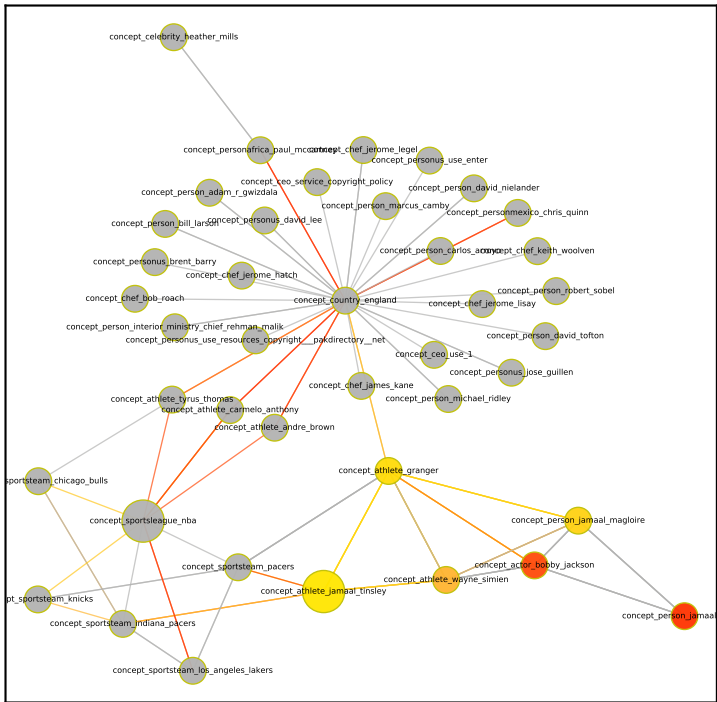 concept_celebrity_heather_mills
concept_personafrica_paul_mccartney
concept_chef_jerome_legel
concept_personus_use_enter
concept_ceo_service_copyright_policy
concept_person_adam_r_gwizdala
concept_person_david_nielander
concept_person_marcus_camby
concept_personmexico_chris_quinn
concept_person_bill_larson
concept_personus_david_lee
concept_person_carlos_arroyo
concept_chef_keith_woolven
concept_personus_brent_barry
concept_chef_jerome_hatch
concept_person_robert_sobel
concept_chef_bob_roach
concept_country_england
concept_chef_jerome_lisay
concept_person_interior_ministry_chief_rehman_malik
concept_person_david_tofton
concept_personus_use_resources_copyright__pakdirectory__net
concept_ceo_use_1
concept_personus_jose_guillen
concept_chef_james_kane
concept_athlete_tyrus_thomas
concept_person_michael_ridley
concept_athlete_carmelo_anthony
concept_athlete_andre_brown
concept_athlete_granger
sportsteam_chicago_bulls
concept_sportsleague_nba
concept_person_jamaal_magloire
concept_sportsteam_pacers
concept_actor_bobby_jackson
concept_athlete_wayne_simien
concept_athlete_jamaal_tinsley
pt_sportsteam_knicks
concept_person_jamaal
concept_sportsteam_indiana_pacers
concept_sportsteam_los_angeles_lakers